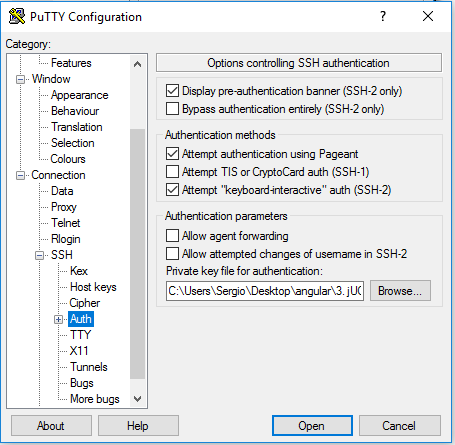 PuTTY Configuration
Category:
Features
Window
Appearance
Behaviour
Translation
Selection
Colours
Connection
Data
Proxy
Telnet
Rlogin
SSH
Kex
Host keys
Cipher
Auth
TTY
X11
Tunnels
Bugs
More bugs
Options controlling SSH authentication
Display pre-authentication banner (SSH-2 only)
Bypass authentication entirely (SSH-2 only)
Authentication methods
Attempt authentication using Pageant
Attempt TIS or CryptoCard auth (SSH-1)
Attempt "keyboard-interactive" auth (SSH-2)
Authentication parameters
Allow agent forwarding
Allow attempted changes of username in SSH-2
Private key file for authentication:
C:\Users\Sergio\Desktop\angular\3. Browse...
About Help Open Cancel